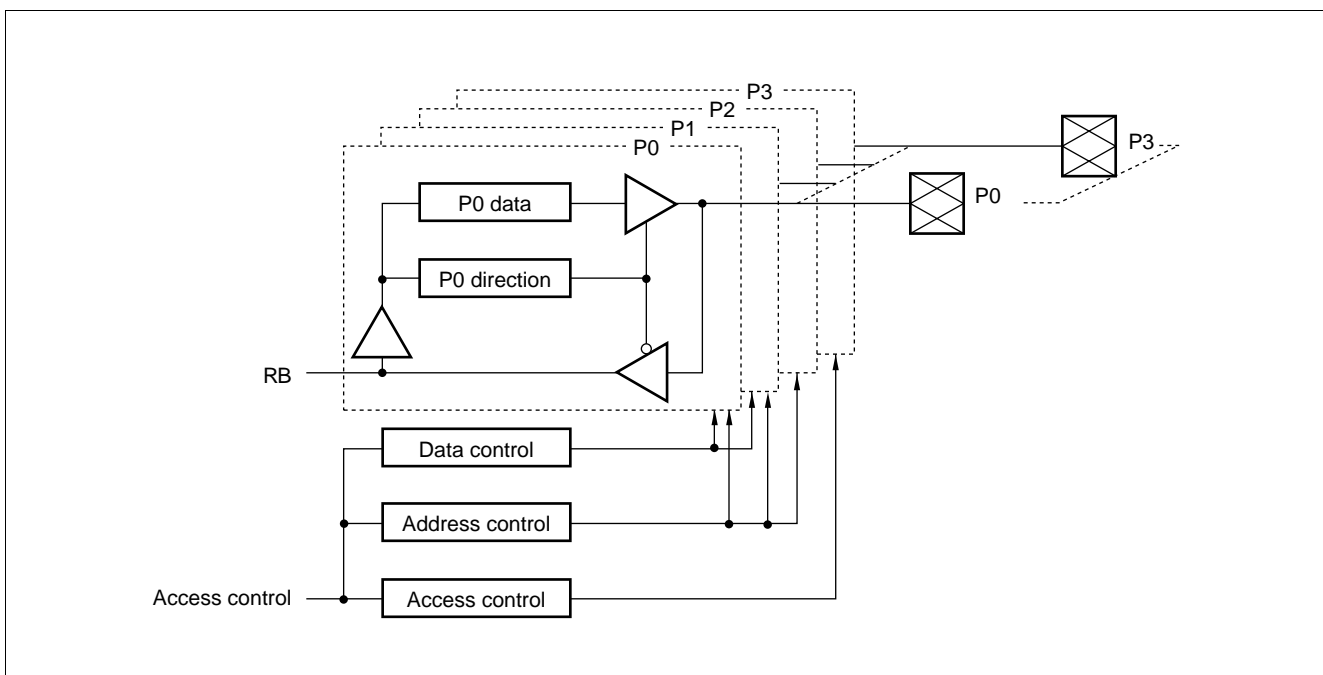 P3
P2
P1
P0
P3
P0 data
P0
P0 direction
RB
Data control
Address control
Access control
Access control